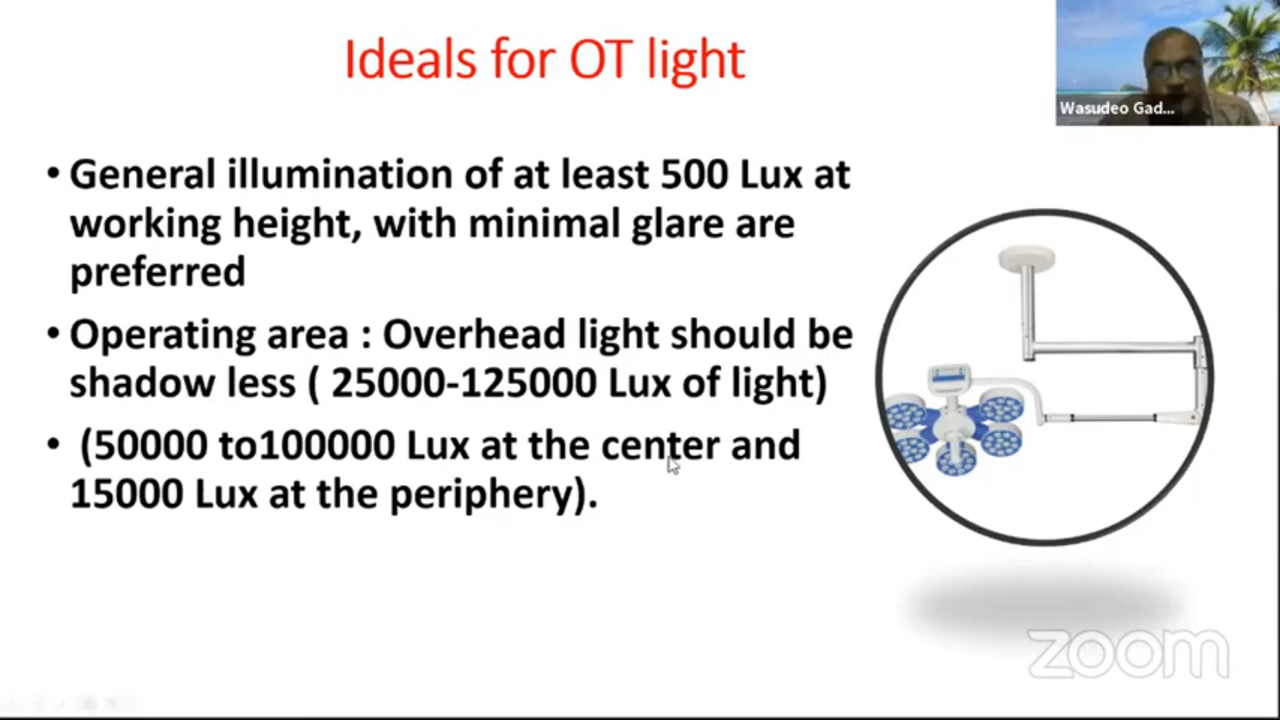 Ideals for OT light
Wasudeo Gad...
• General illumination of at least 500 Lux at
working height, with minimal glare are
preferred
• Operating area : Overhead light should be
shadow less ( 25000-125000 Lux of light)
• (50000 to100000 Lux at the center and
15000 Lux at the periphery).
zoom